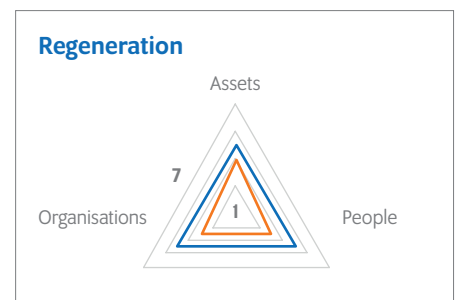 Regeneration
Assets
7
1
Organisations
People